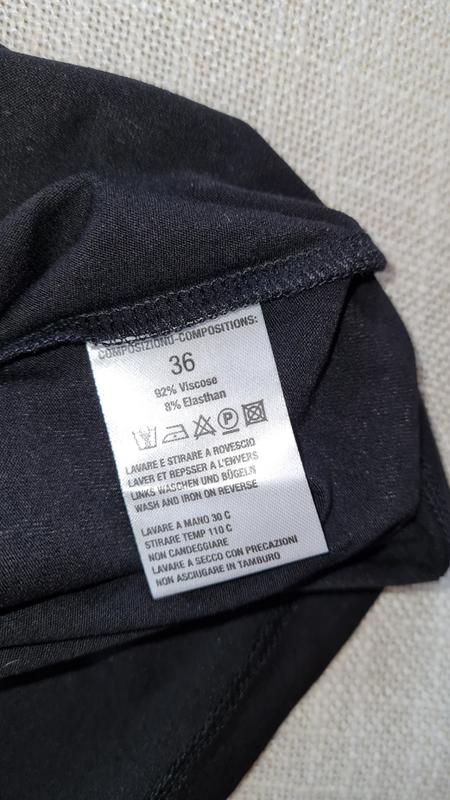 COMPOSIZIONU-COMPOSITIONS:
36
92% Viscose
8% Elasthan
P
LAVARE E STIRARE A ROVESCIO
LAVER ET REPSSER A L'ENVERS
LINKS WASCHEN UND BÜGELN
WASH AND IRON ON REVERSE
LAVARE A MANO 30 C
STIRARE TEMP 110 C
NON CANDEGGIARE
LAVARE A SECCO CON PRECAZIONI
NON ASCIUGARE IN TAMBURO